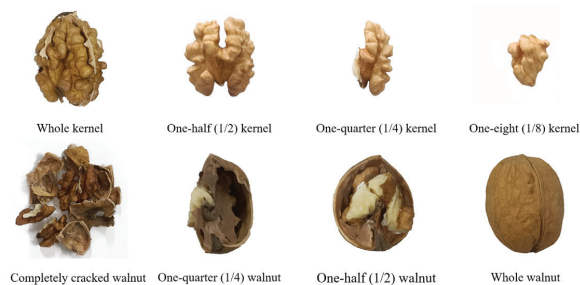 Whole kernel
One-half (1/2) kernel
One-quarter (1/4) kernel
One-eight (1/8) kernel
Completely cracked walnut
One-quarter (1/4) walnut
One-half (1/2) walnut
Whole walnut